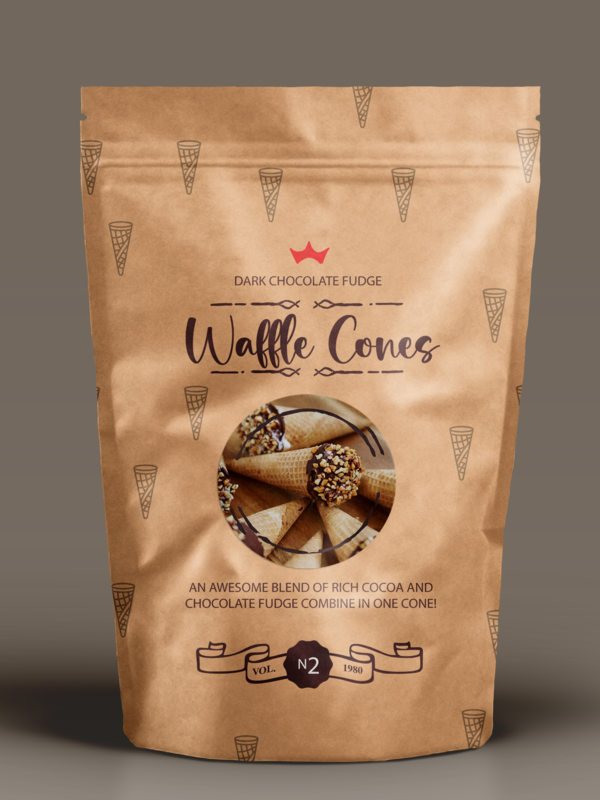 DARK CHOCOLATE FUDGE
Waffle Cones
AN AWESOME BLEND OF RICH COCOA AND
CHOCOLATE FUDGE COMBINE IN ONE CONE!
VOL. N2 1980